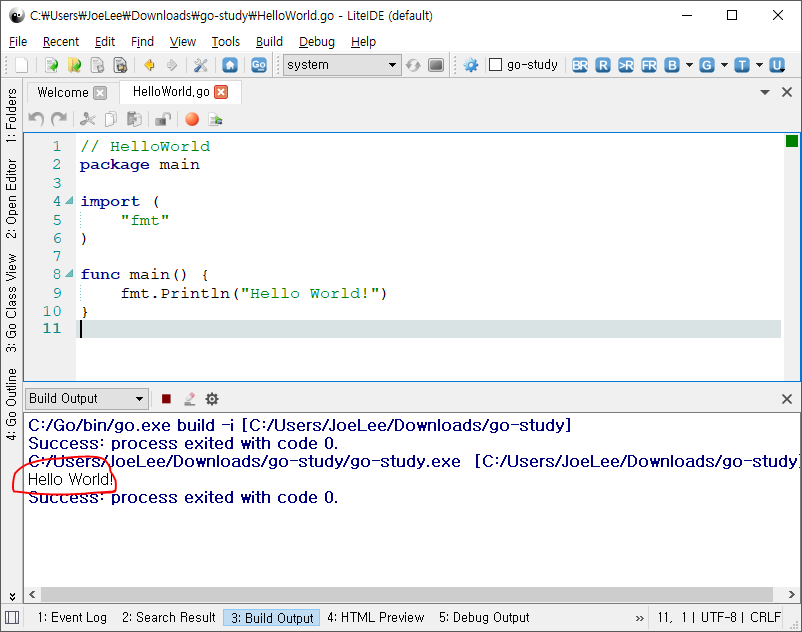 C:₩Users₩JoeLee₩Downloads₩go-study₩HelloWorld.go - LiteIDE (default)
File Recent Edit Find View Tools Build Debug Help
Go system go-study BR R >R FR B G T U
1: Folders
2: Open Editor
3: Go Class View
4: Go Outline
Welcome HelloWorld.go
1 // HelloWorld
2 package main
3
4 import (
5 "fmt"
6 )
7
8 func main() {
9 fmt.Println("Hello World!")
10 }
11
Build Output
C:/Go/bin/go.exe build -i [C:/Users/JoeLee/Downloads/go-study]
Success: process exited with code 0.
C:/Users/JoeLee/Downloads/go-study/go-study.exe [C:/Users/JoeLee/Downloads/go-study]
Hello World!
Success: process exited with code 0.
1: Event Log 2: Search Result 3: Build Output 4: HTML Preview 5: Debug Output » 11, 1 | UTF-8 | CRLF